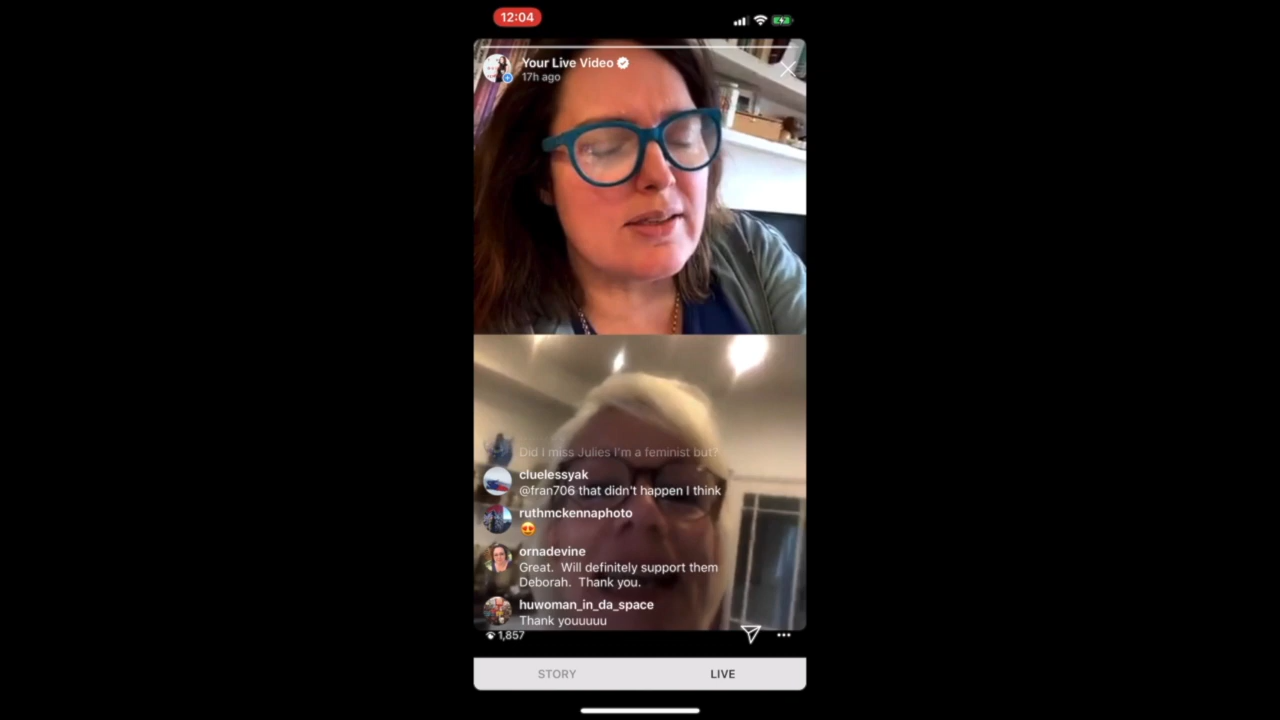 12:04
Your Live Video
17h ago
Did I miss Julies I'm a feminist but?
cluelessyak
@fran706 that didn't happen I think
ruthmckennaphoto
😍
ornadevine
Great. Will definitely support them
Deborah. Thank you.
huwoman_in_da_space
Thank youuuuu
1,857
STORY
LIVE